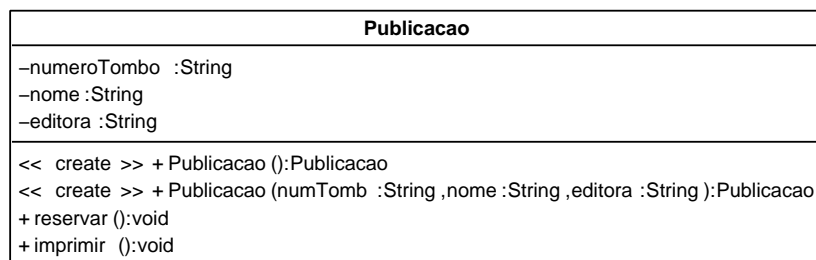 Publicacao
–numeroTombo :String
–nome :String
–editora :String
<< create >> + Publicacao ():Publicacao
<< create >> + Publicacao (numTomb :String ,nome :String ,editora :String ):Publicacao
+ reservar ():void
+ imprimir ():void